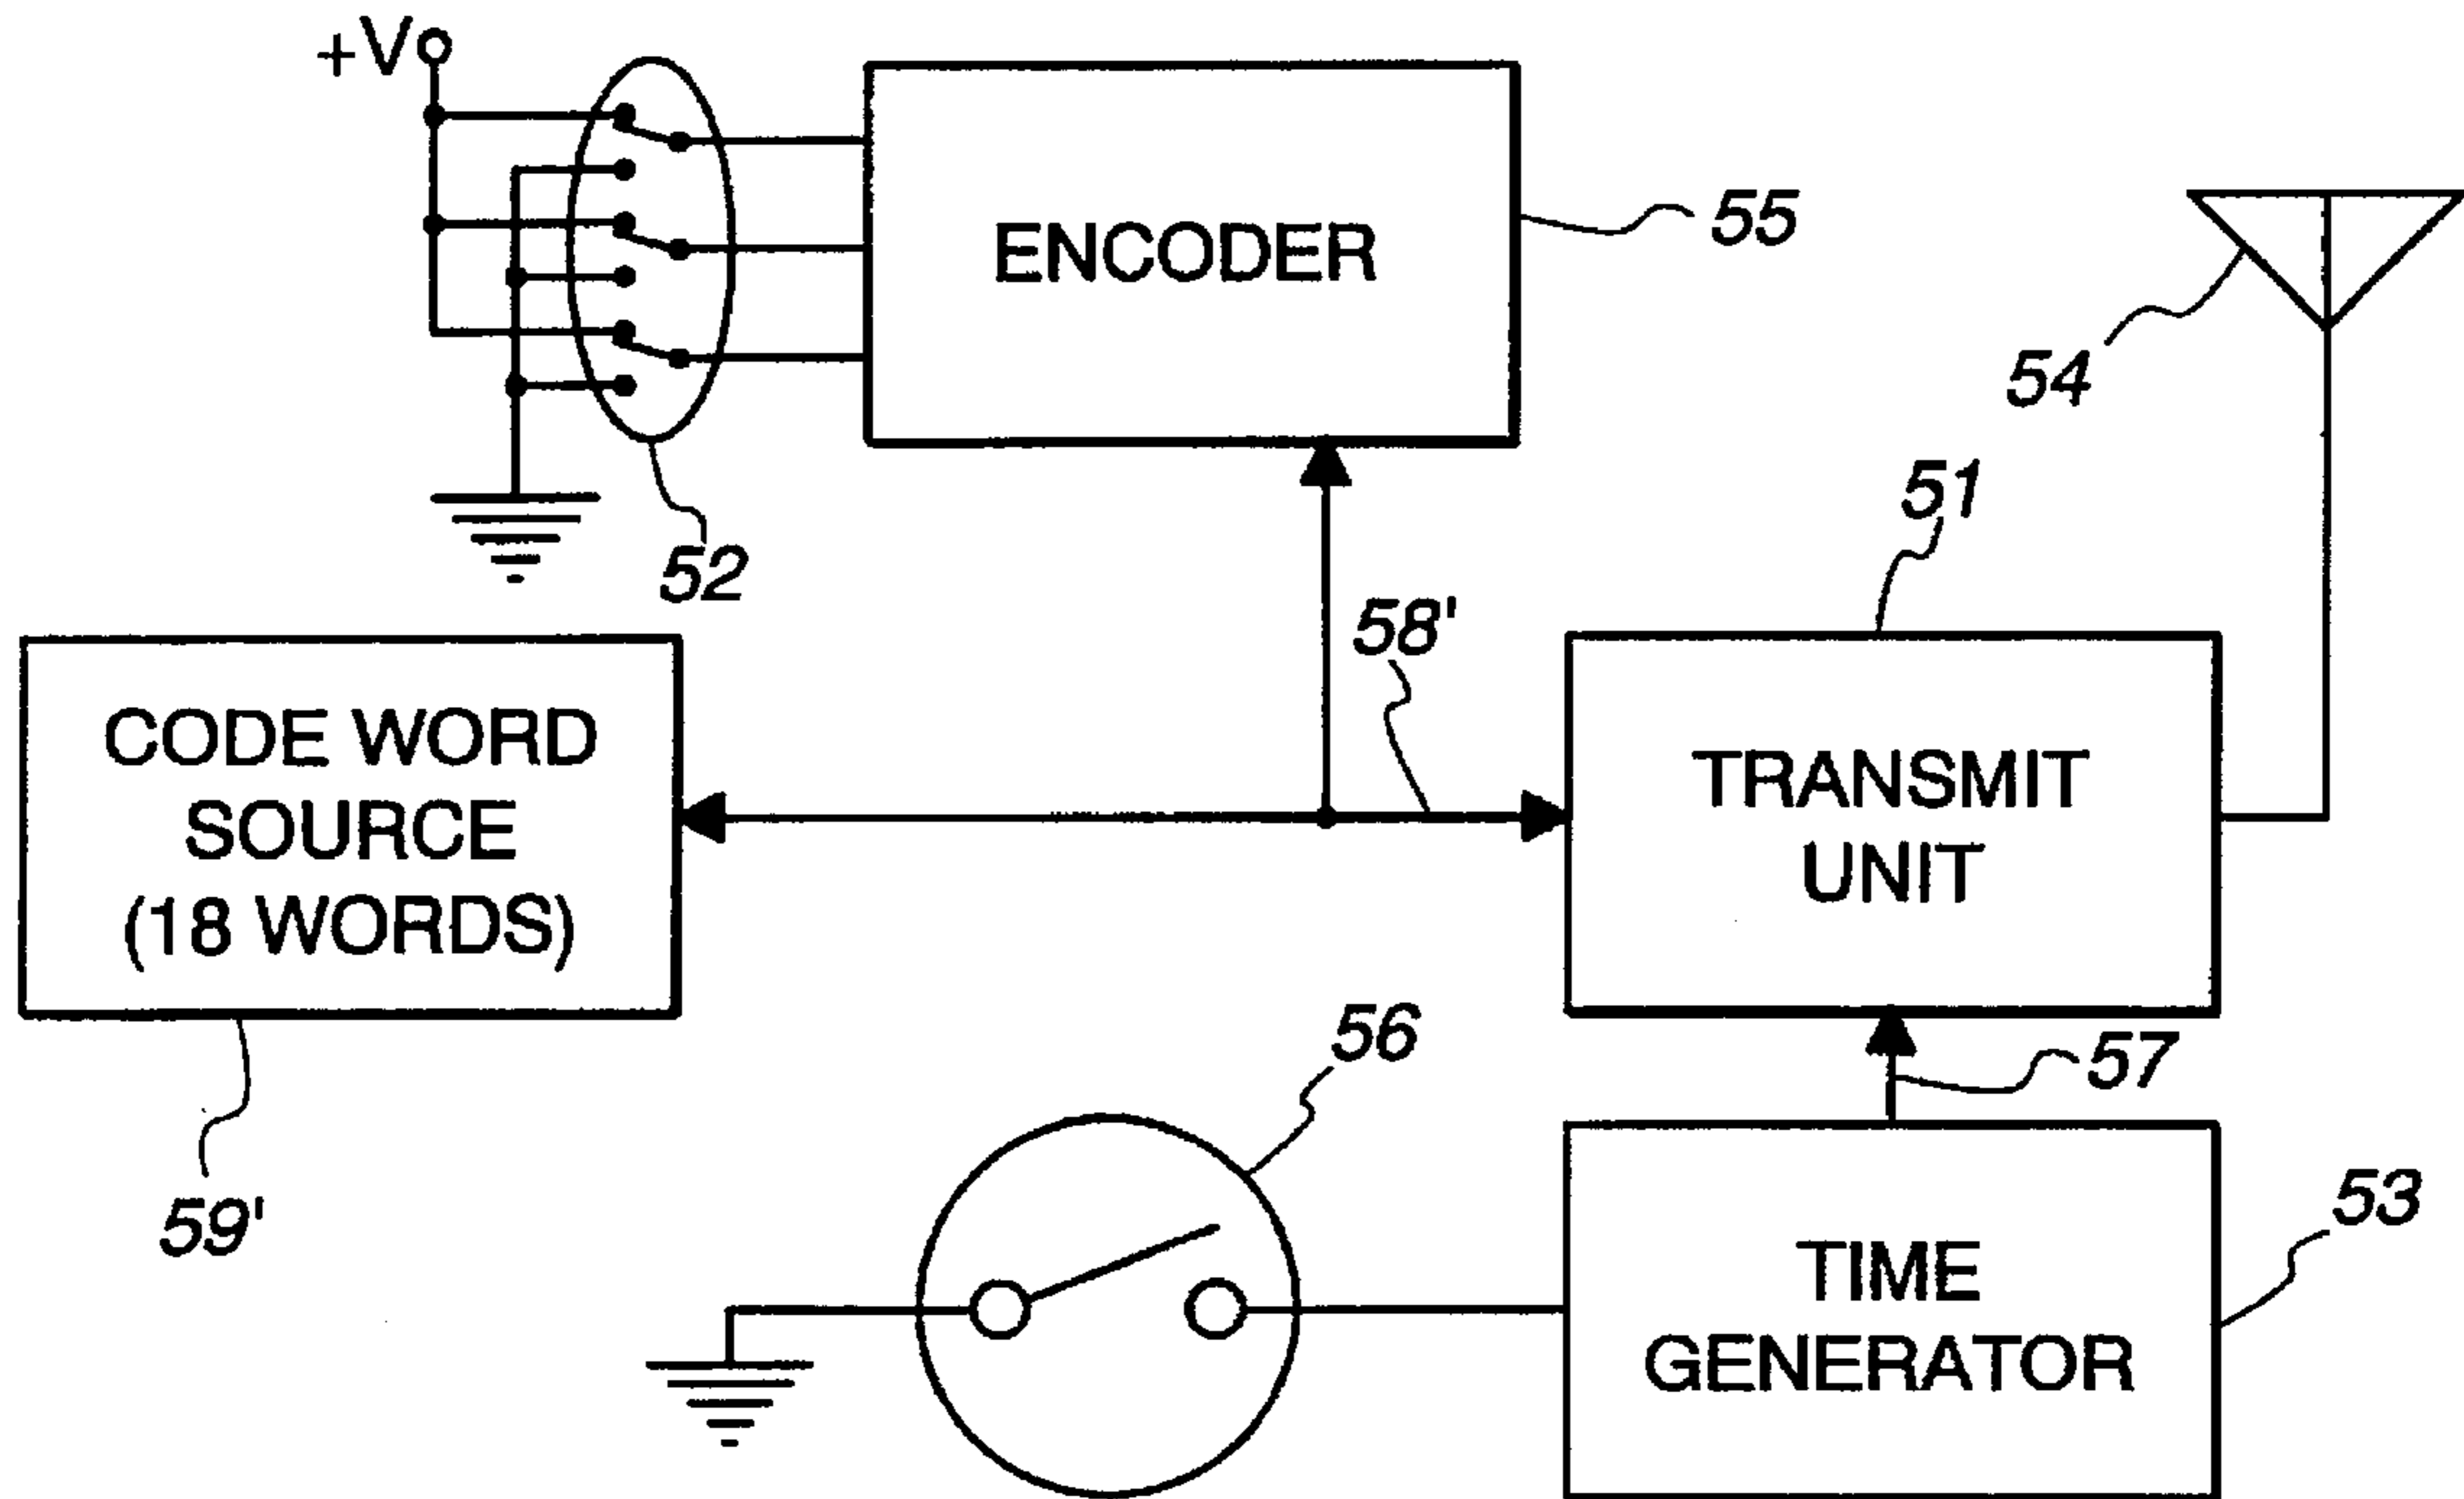 +V
ENCODER
55
54
52
51
58'
CODE WORD
SOURCE
(18 WORDS)
TRANSMIT
UNIT
56
57
59'
53
TIME
GENERATOR